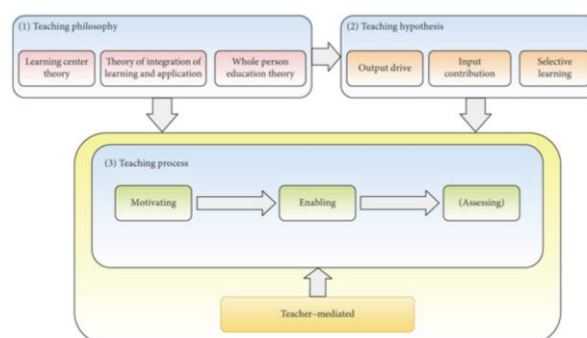 (1) Teaching philosophy
Learning center
theory
Theory of integration of
learning and application
Whole person
education theory
(2) Teaching hypothesis
Output drive
Input
contribution
Selective
learning
(3) Teaching process
Motivating
Enabling
(Assessing)
Teacher–mediated